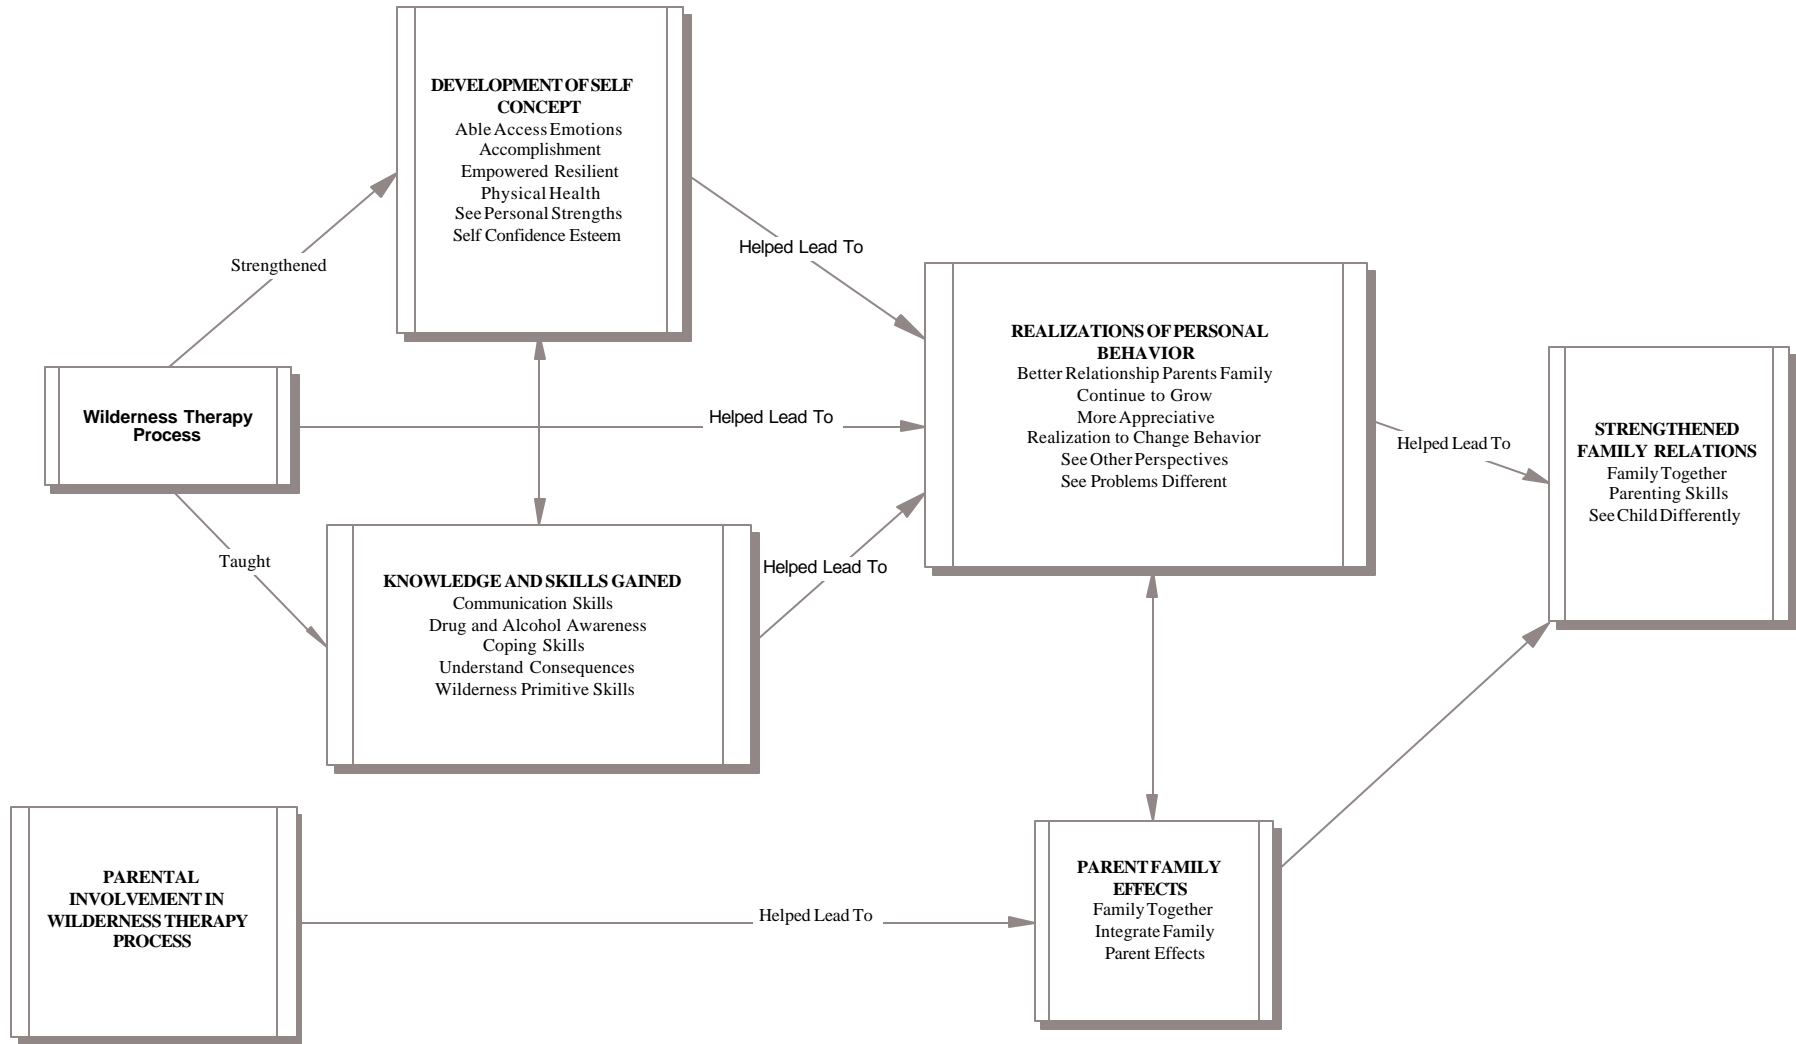 DEVELOPMENT OF SELF
CONCEPT
Able Access Emotions
Accomplishment
Empowered Resilient
Physical Health
See Personal Strengths
Self Confidence Esteem
Strengthened
Helped Lead To
Wilderness Therapy
Process
Helped Lead To
REALIZATIONS OF PERSONAL
BEHAVIOR
Better Relationship Parents Family
Continue to Grow
More Appreciative
Realization to Change Behavior
See Other Perspectives
See Problems Different
Helped Lead To
STRENGTHENED
FAMILY RELATIONS
Family Together
Parenting Skills
See Child Differently
Taught
KNOWLEDGE AND SKILLS GAINED
Communication Skills
Drug and Alcohol Awareness
Coping Skills
Understand Consequences
Wilderness Primitive Skills
Helped Lead To
PARENTAL
INVOLVEMENT IN
WILDERNESS THERAPY
PROCESS
Helped Lead To
PARENT FAMILY
EFFECTS
Family Together
Integrate Family
Parent Effects